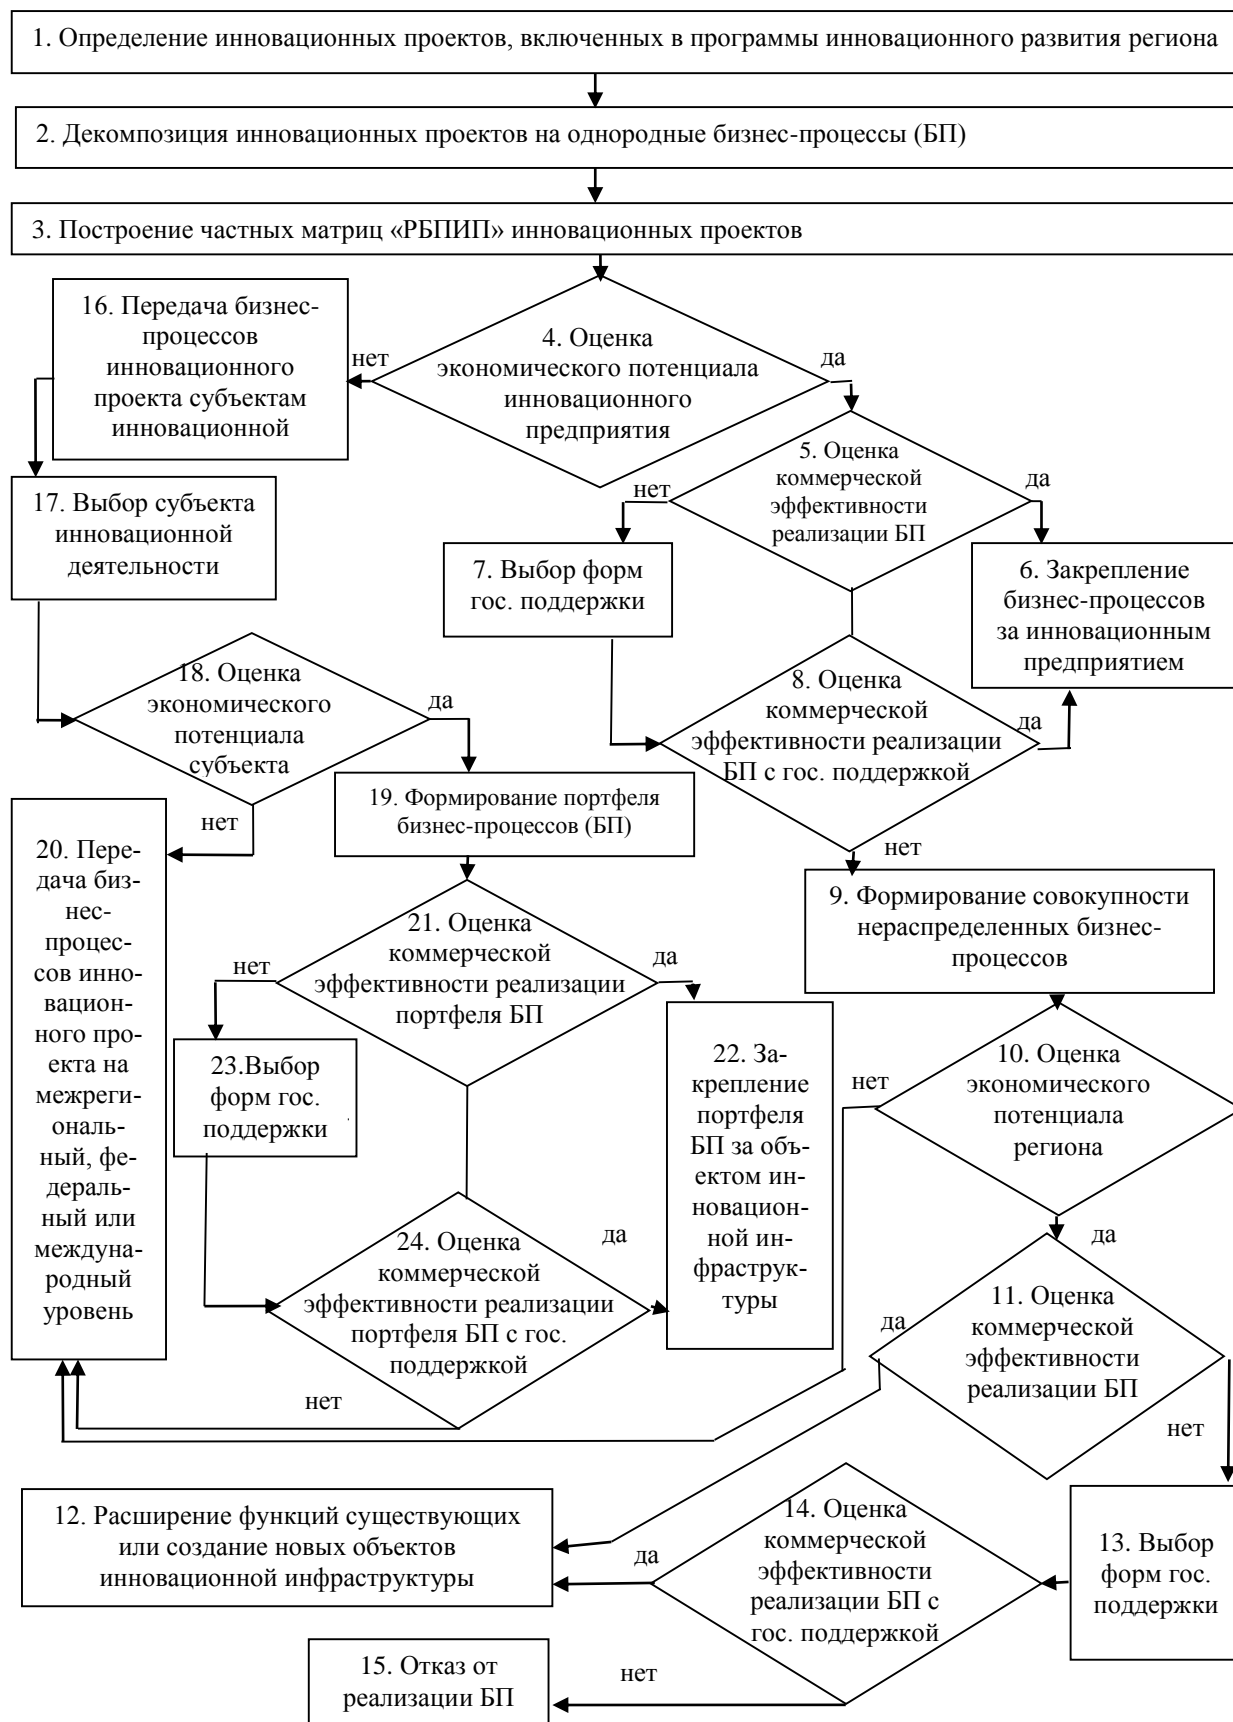 1. Определение инновационных проектов, включенных в программы инновационного развития региона
2. Декомпозиция инновационных проектов на однородные бизнес-процессы (БП)
3. Построение частных матриц «РБПИП» инновационных проектов
16. Передача бизнес-
процессов
инновационного
проекта субъектам
инновационной
нет
4. Оценка
экономического потенциала
инновационного
предприятия
да
5. Оценка
коммерческой
эффективности
реализации БП
нет
да
17. Выбор субъекта
инновационной
деятельности
7. Выбор форм
гос. поддержки
6. Закрепление
бизнес-процессов
за инновационным
предприятием
18. Оценка
экономического
потенциала
субъекта
да
нет
8. Оценка
коммерческой
эффективности реализации
БП с гос. поддержкой
да
нет
19. Формирование портфеля
бизнес-процессов (БП)
20. Пере-
дача биз-
нес-
процес-
сов инно-
вационно-
го про-
екта на
межреги-
ональ-
ный, фе-
дераль-
ный или
междуна-
родный
уровень
9. Формирование совокупности
нераспределенных бизнес-
процессов
21. Оценка
коммерческой
эффективности реализации
портфеля БП
нет
да
23.Выбор
форм гос.
поддержки
22. За-
крепление
портфеля
БП за объ-
ектом ин-
новацион-
ной ин-
фраструк-
туры
10. Оценка
экономического
потенциала
региона
нет
да
24. Оценка
коммерческой
эффективности реализации
портфеля БП с гос.
поддержкой
да
нет
11. Оценка
коммерческой
эффективности
реализации БП
да
нет
12. Расширение функций существующих
или создание новых объектов
инновационной инфраструктуры
14. Оценка
коммерческой
эффективности
реализации БП с
гос. поддержкой
да
нет
13. Выбор
форм гос.
поддержки
15. Отказ от
реализации БП